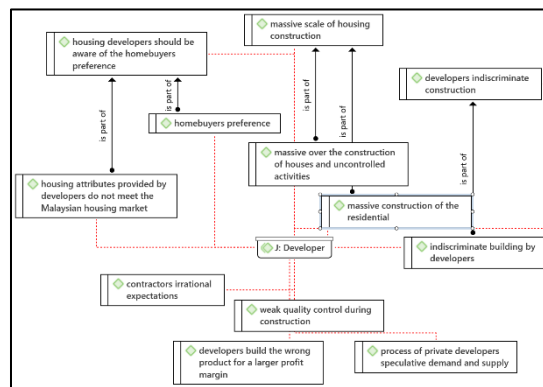 massive scale of housing
construction
housing developers should be
aware of the homebuyers
preference
developers indiscriminate
construction
is part of
is part of
is part of
is part of
is part of
homebuyers preference
massive over the construction
of houses and uncontrolled
activities
housing attributes provided by
developers do not meet the
Malaysian housing market
massive construction of the
residential
J: Developer
indiscriminate building by
developers
contractors irrational
expectations
weak quality control during
construction
developers build the wrong
product for a larger profit
margin
process of private developers
speculative demand and supply